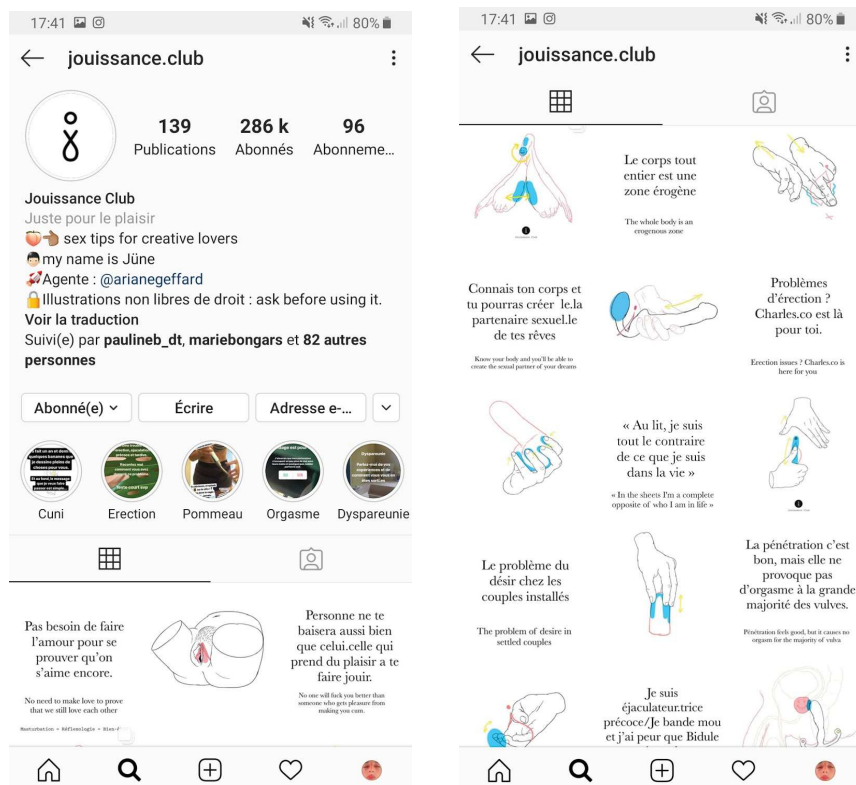 17:41
80%
jouissance.club
139
286 k
96
Publications
Abonnés
Abonneme...
Jouissance Club
Juste pour le plaisir
sex tips for creative lovers
my name is Jüne
Agente : @arianegeffard
Illustrations non libres de droit : ask before using it.
Voir la traduction
Suivi(e) par paulineb_dt, mariebongars et 82 autres
personnes
Abonné(e)
Écrire
Adresse e-...
Cuni
Erection
Pommeau
Orgasme
Dyspareunie
Pas besoin de faire
l'amour pour se
prouver qu'on
s'aime encore.
No need to make love to prove
that we still love each other
Personne ne te
baisera aussi bien
que celui.celle qui
prend du plaisir a te
faire jouir.
No one will fuck you better than
someone who gets pleasure from
making you cum.
17:41
80%
jouissance.club
Le corps tout
entier est une
zone érogène
The whole body is an
erogenous zone
Connais ton corps et
tu pourras créer le.la
partenaire sexuel.le
de tes rêves
Know your body and you'll be able to
create the sexual partner of your dreams
Problèmes
d'érection ?
Charles.co est là
pour toi.
Erection issues ? Charles.co is
here for you
« Au lit, je suis
tout le contraire
de ce que je suis
dans la vie »
« In the sheets I'm a complete
opposite of who I am in life »
Le problème du
désir chez les
couples installés
The problem of desire in
settled couples
La pénétration c'est
bon, mais elle ne
provoque pas
d'orgasme à la grande
majorité des vulves.
Pénétration feels good, but it causes no
orgasm for the majority of vulva
Je suis
éjaculateur.trice
précoce/Je bande mou
et j'ai peur que Bidule